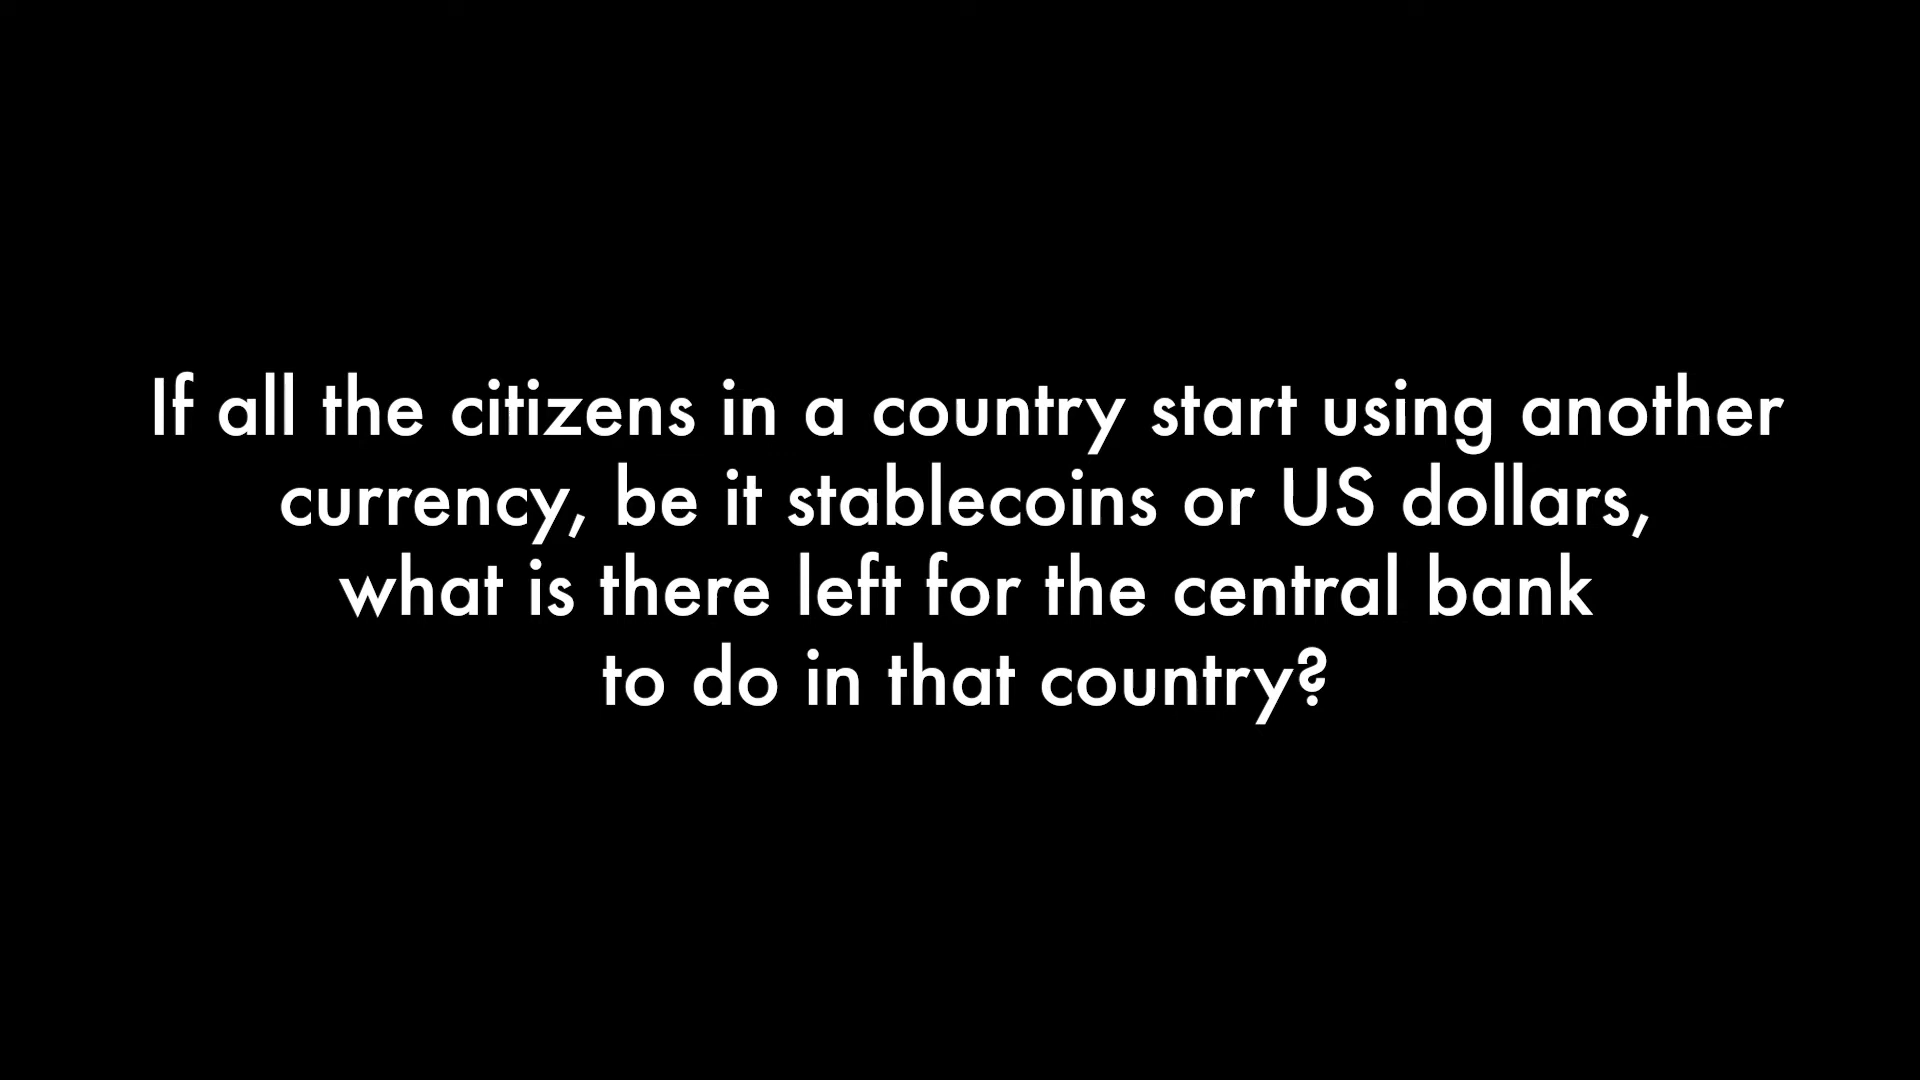 If all the citizens in a country start using another
currency, be it stablecoins or US dollars,
what is there left for the central bank
to do in that country?